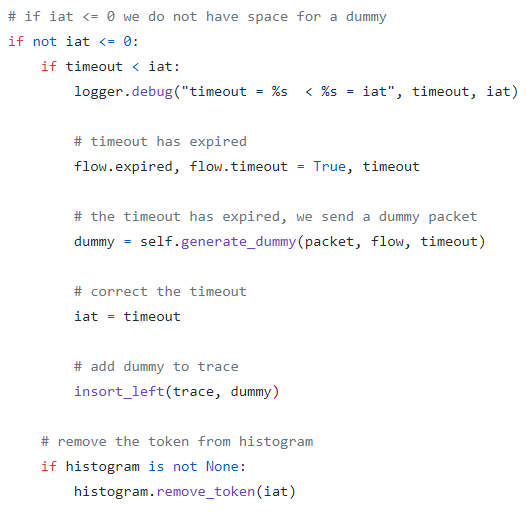 # if iat <= 0 we do not have space for a dummy
if not iat <= 0:
    if timeout < iat:
        logger.debug("timeout = %s  < %s = iat", timeout, iat)

        # timeout has expired
        flow.expired, flow.timeout = True, timeout

        # the timeout has expired, we send a dummy packet
        dummy = self.generate_dummy(packet, flow, timeout)

        # correct the timeout
        iat = timeout

        # add dummy to trace
        insort_left(trace, dummy)

    # remove the token from histogram
    if histogram is not None:
        histogram.remove_token(iat)